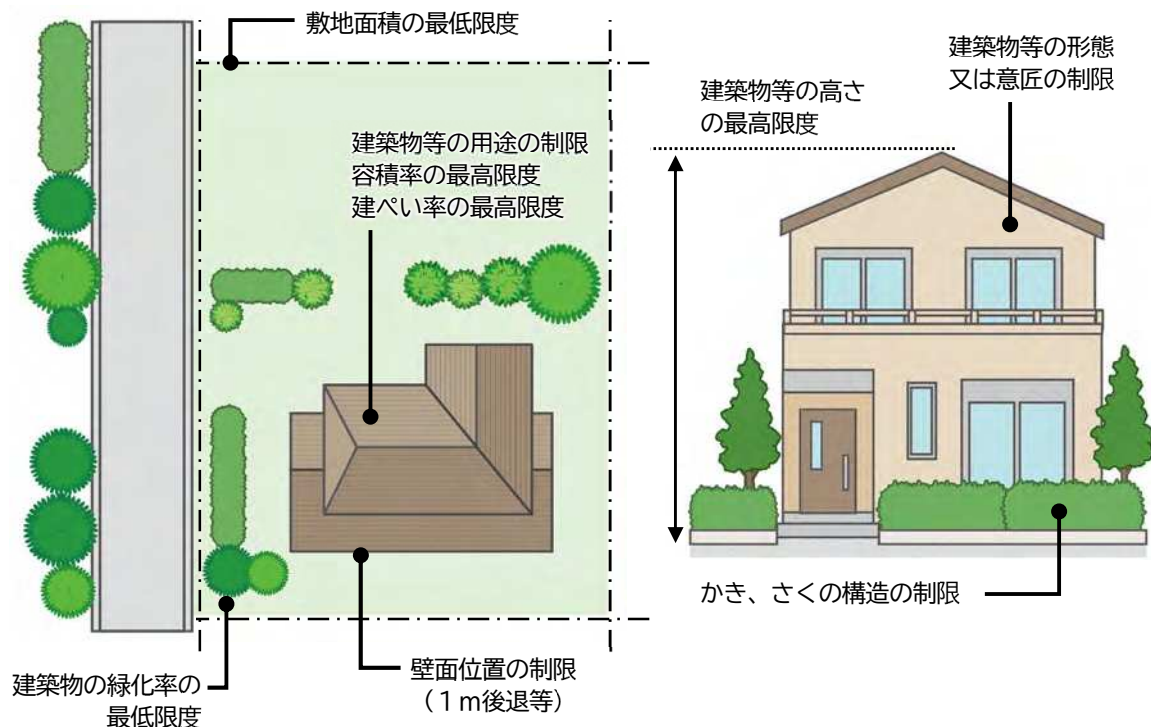 敷地面積の最低限度
建築物等の用途の制限
容積率の最高限度
建ぺい率の最高限度
建築物の緑化率の
最低限度
壁面位置の制限
（1m後退等）
建築物等の高さ
の最高限度
建築物等の形態
又は意匠の制限
かき、さくの構造の制限